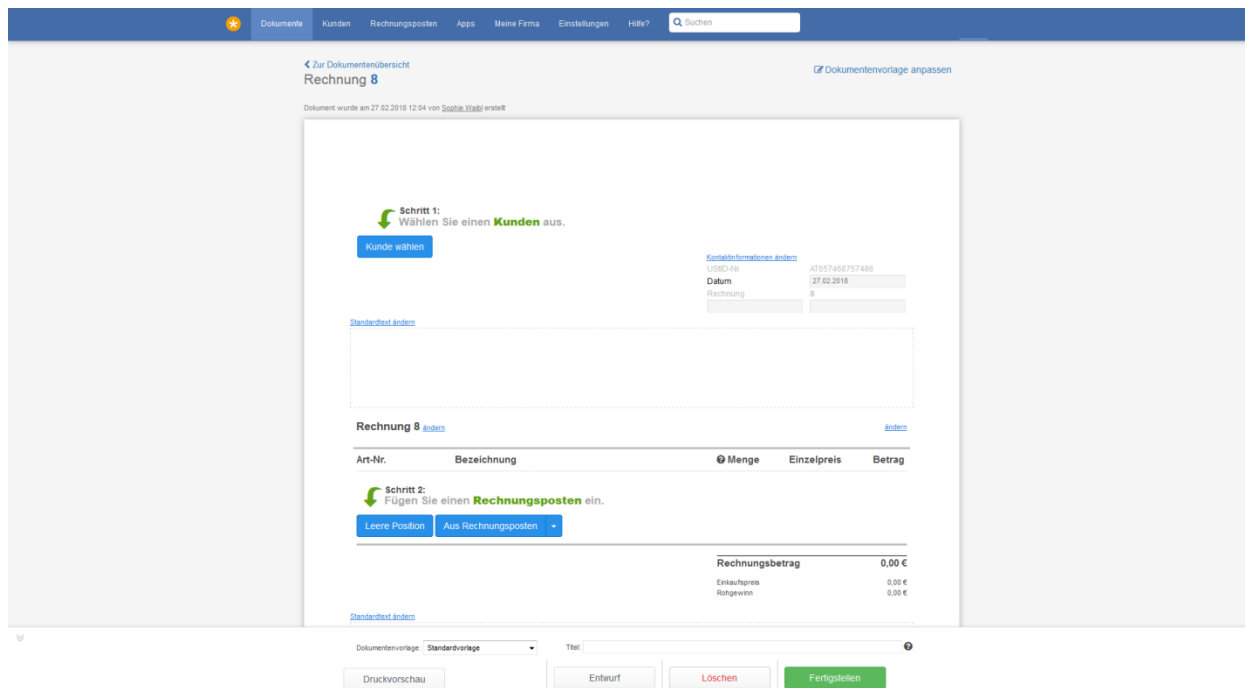 Dokumente Kunden Rechnungsposten Apps Meine Firma Einstellungen Hilfe? Suchen
Zur Dokumentenübersicht
Rechnung 8
Dokumentenvorlage anpassen
Dokument wurde am 27.02.2018 12:04 von Sophie Waibl erstellt
Schritt 1:
Wählen Sie einen Kunden aus.
Kunde wählen
Kontaktinformationen ändern
UStID-Nr AT657468757486
Datum 27.02.2018
Rechnung 8
Standardtext ändern
Rechnung 8 ändern ändern
Art-Nr. Bezeichnung Menge Einzelpreis Betrag
Schritt 2:
Fügen Sie einen Rechnungsposten ein.
Leere Position Aus Rechnungsposten
Rechnungsbetrag 0,00 €
Einkaufspreis 0,00 €
Rohgewinn 0,00 €
Standardtext ändern
Dokumentenvorlage: Standardvorlage Titel:
Druckvorschau Entwurf Löschen Fertigstellen